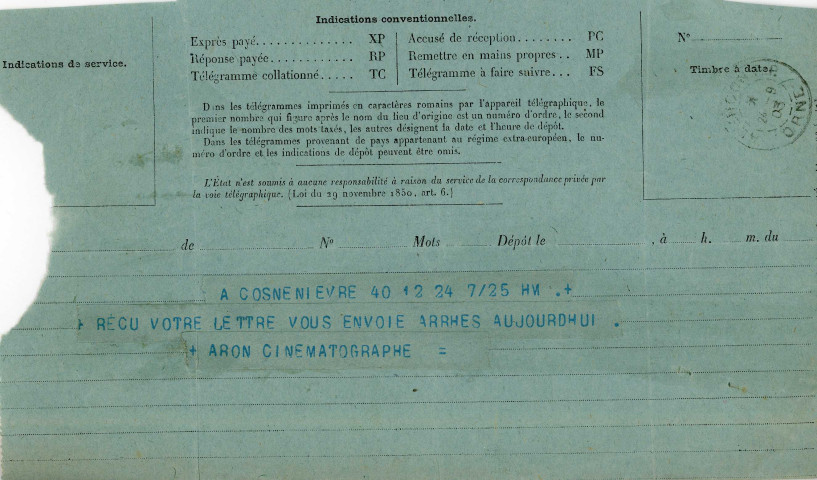 Indications de service.
Indications conventionnelles.
Exprès payé.............. XP
Réponse payée............ RP
Télégramme collationné..... TC
Accusé de réception........ PC
Remettre en mains propres.. MP
Télégramme à faire suivre... FS
N°
Timbre à date.
ORNE
Dans les télégrammes imprimés en caractères romains par l'appareil télégraphique, le
premier nombre qui figure après le nom du lieu d'origine est un numéro d'ordre, le second
indique le nombre des mots taxés, les autres désignent la date et l'heure de dépôt.
Dans les télégrammes provenant de pays appartenant au régime extra-européen, le nu-
méro d'ordre et les indications de dépôt peuvent être omis.
L'État n'est soumis à aucune responsabilité à raison du service de la correspondance privée par
la voie télégraphique. (Loi du 29 novembre 1850, art. 6.)
de N° Mots Dépôt le , à h. m. du
A COSNENIEVRE 40 12 24 7/25 HM .+
RECU VOTRE LETTRE VOUS ENVOIE ARRHES AUJOURDHUI .
+ ARON CINEMATOGRAPHE =